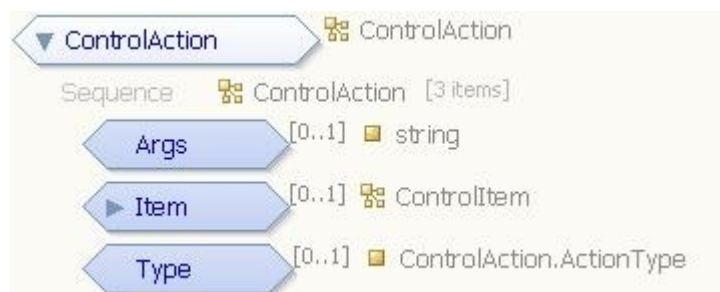 ControlAction ControlAction
Sequence ControlAction [3 items]
Args [0..1] string
Item [0..1] ControlItem
Type [0..1] ControlAction.ActionType